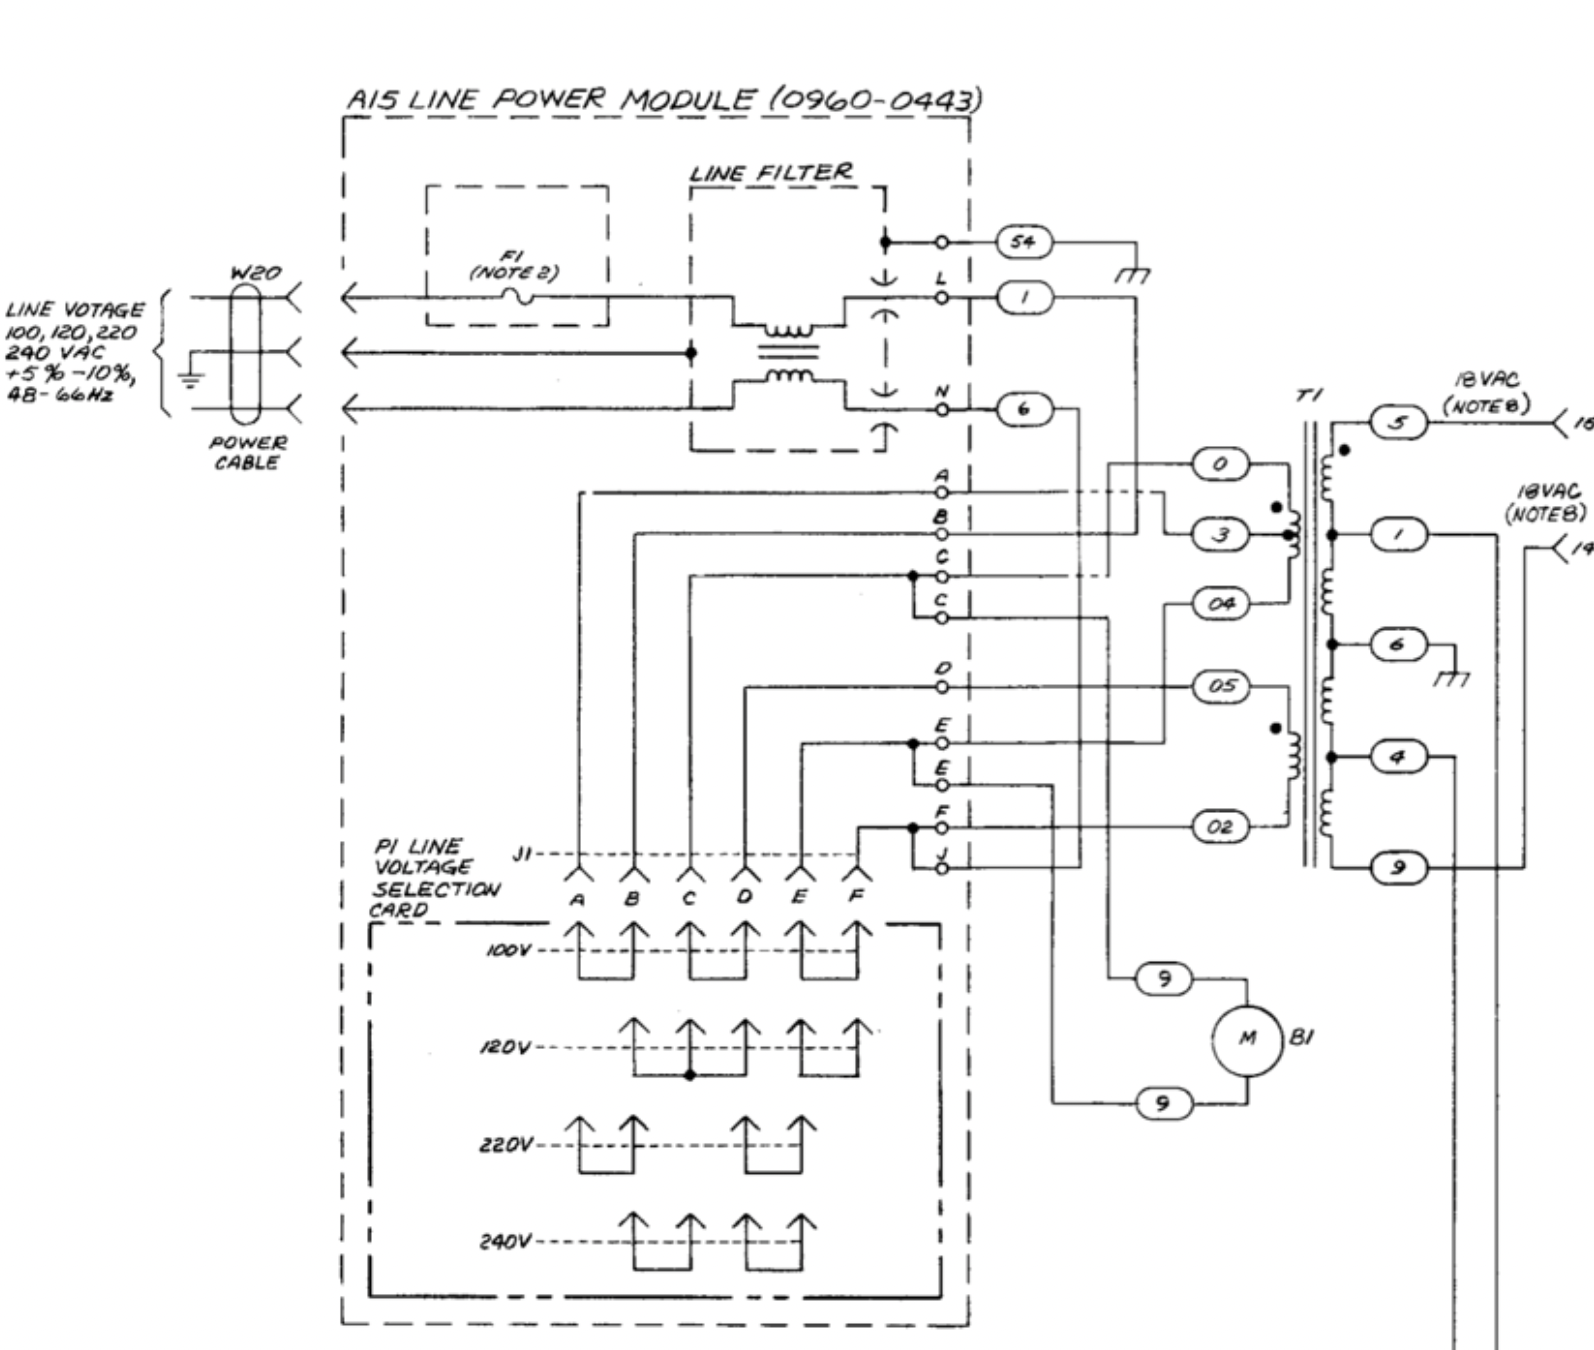 A15 LINE POWER MODULE (0960-0443)
LINE FILTER
F1
(NOTE 2)
W20
LINE VOTAGE
100, 120, 220
240 VAC
+5% -10%,
48-66Hz
POWER
CABLE
54
L
1
N
6
A
B
C
C
D
E
E
F
J
T1
0
3
04
05
02
5
1
6
4
9
18VAC
(NOTE 8)
18VAC
(NOTE 8)
14
P1 LINE
VOLTAGE
SELECTION
CARD
J1
A B C D E F
100V
120V
220V
240V
9
M B1
9